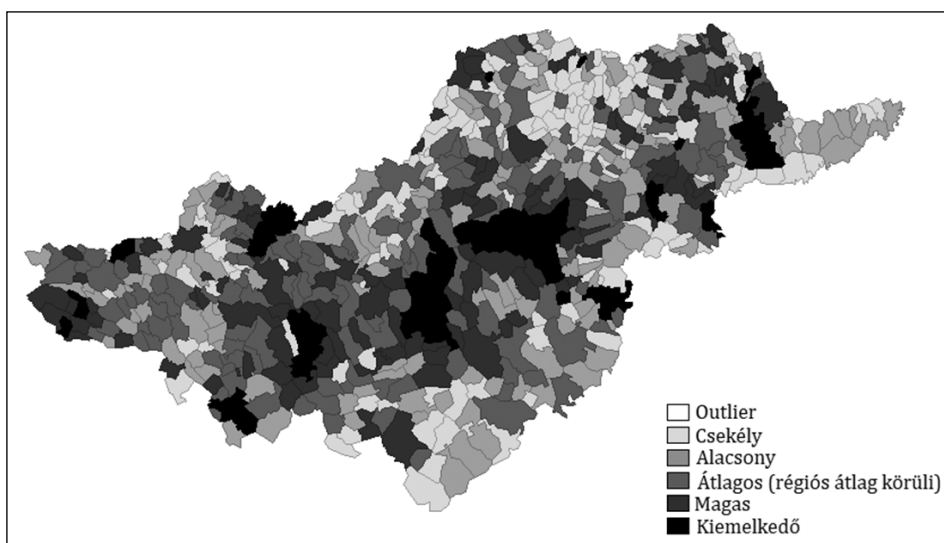 Outlier
Csekély
Alacsony
Átlagos (régiós átlag körüli)
Magas
Kiemelkedő